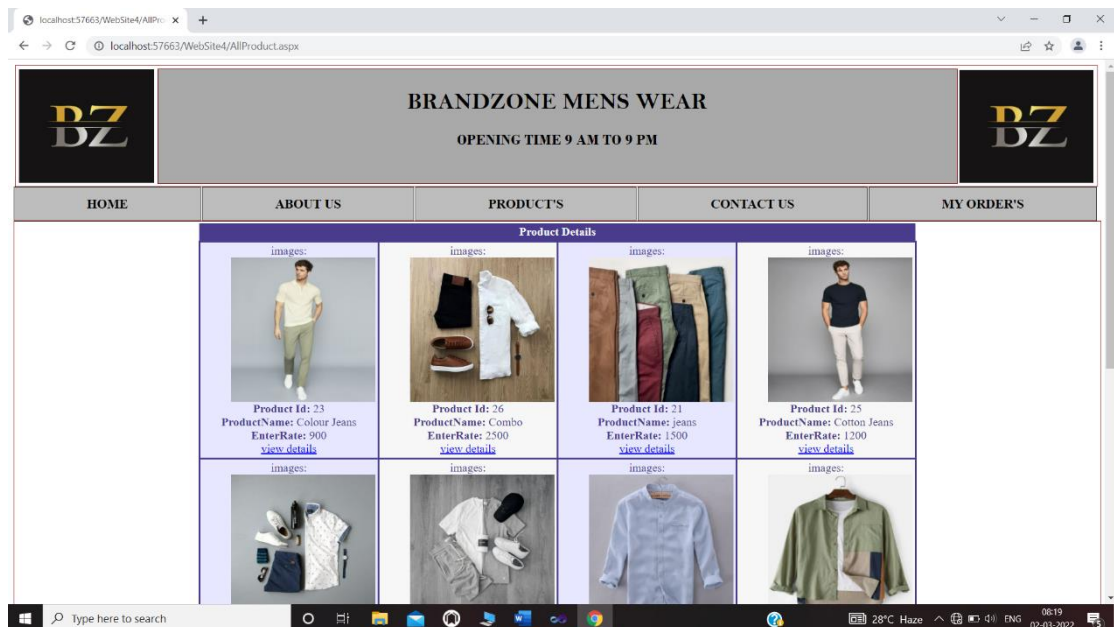 localhost:57663/WebSite4/AllPro
localhost:57663/WebSite4/AllProduct.aspx
BZ
BRANDZONE MENS WEAR
OPENING TIME 9 AM TO 9 PM
BZ
HOME ABOUT US PRODUCT'S CONTACT US MY ORDER'S
Product Details
images: images: images: images:
Product Id: 23 Product Id: 26 Product Id: 21 Product Id: 25
ProductName: Colour Jeans ProductName: Combo ProductName: jeans ProductName: Cotton Jeans
EnterRate: 900 EnterRate: 2500 EnterRate: 1500 EnterRate: 1200
view details view details view details view details
images: images: images: images:
Type here to search 28°C Haze ENG 08:19
02-03-2022